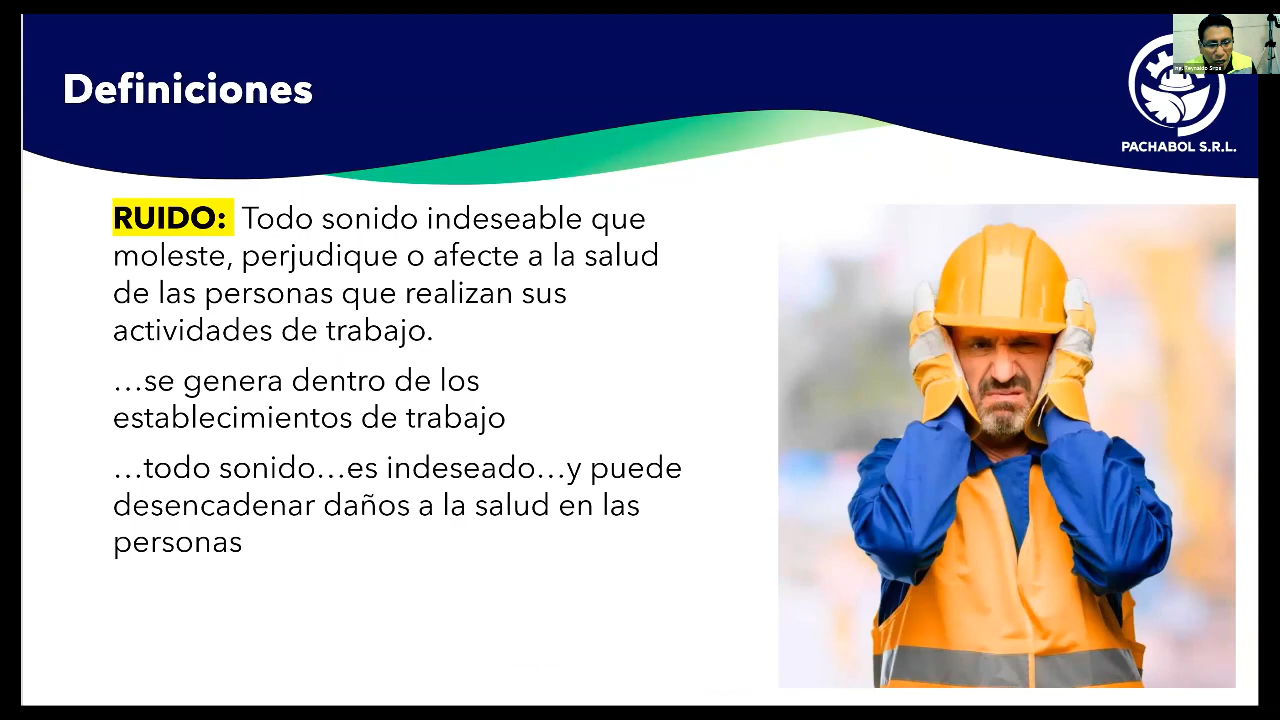 Definiciones
PACHABOL S.R.L.
RUIDO: Todo sonido indeseable que
moleste, perjudique o afecte a la salud
de las personas que realizan sus
actividades de trabajo.
…se genera dentro de los
establecimientos de trabajo
…todo sonido…es indeseado…y puede
desencadenar daños a la salud en las
personas